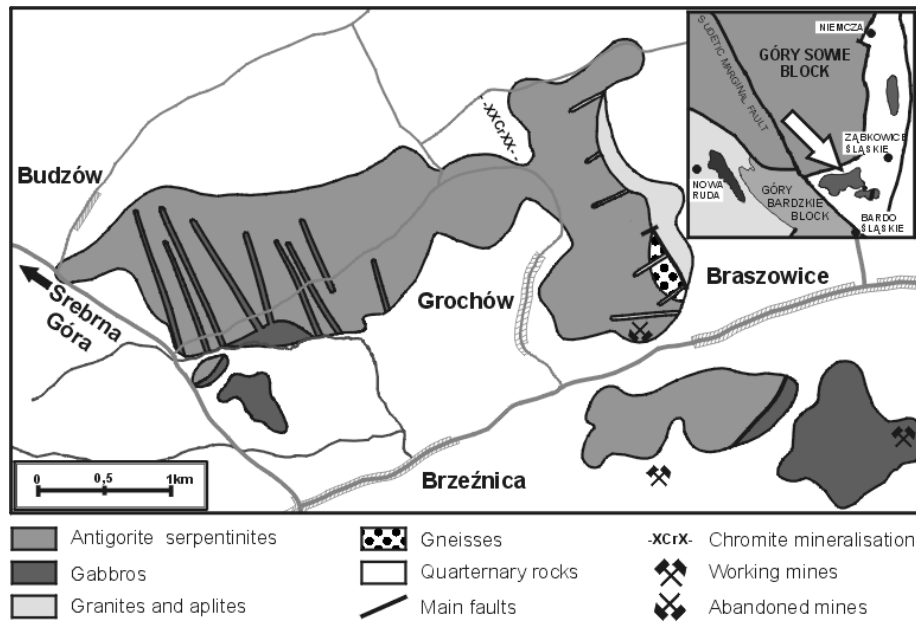 NIEMCZA
SUDETIC MARGINAL FAULT
GÓRY SOWIE
BLOCK
-XXCrXX-
ZĄBKOWICE
ŚLĄSKIE
Budzów
NOWA
RUDA
GÓRY
BARDZKIE
BLOCK
BARDO
ŚLĄSKIE
Srebrna
Góra
Grochów
Braszowice
Brzeźnica
0 0,5 1km
Antigorite serpentinites
Gabbros
Granites and aplites
Gneisses
Quarternary rocks
Main faults
-XCrX- Chromite mineralisation
Working mines
Abandoned mines